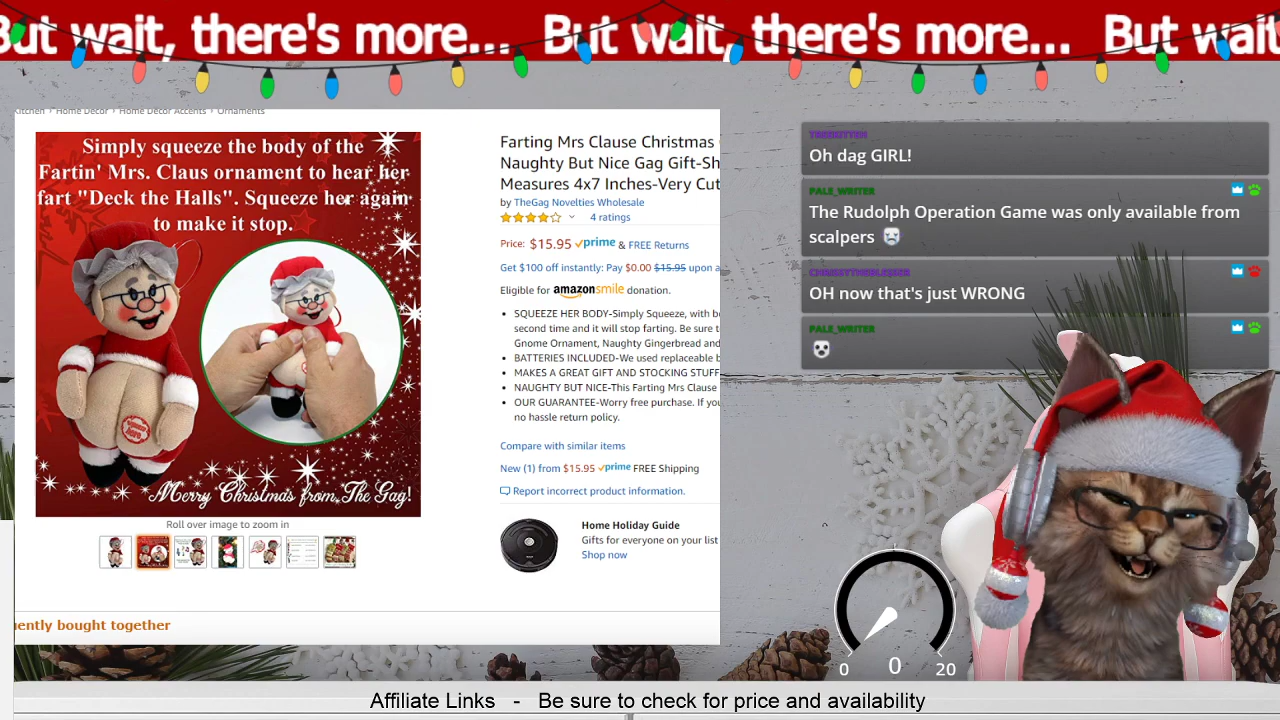 But wait, there's more... But wait, there's more... But wait
Kitchen › Home Décor › Home Décor Accents › Ornaments
Simply squeeze the body of the
Fartin' Mrs. Claus ornament to hear her
fart "Deck the Halls". Squeeze her again
to make it stop.
Merry Christmas from The Gag!
Roll over image to zoom in
Farting Mrs Clause Christmas
Naughty But Nice Gag Gift-Sh
Measures 4x7 Inches-Very Cut
by TheGag Novelties Wholesale
4 ratings
Price: $15.95 prime & FREE Returns
Get $100 off instantly: Pay $0.00 $15.95 upon a
Eligible for amazonsmile donation.
• SQUEEZE HER BODY-Simply Squeeze, with b
second time and it will stop farting. Be sure t
Gnome Ornament, Naughty Gingerbread and
• BATTERIES INCLUDED-We used replaceable b
• MAKES A GREAT GIFT AND STOCKING STUFF
• NAUGHTY BUT NICE-This Farting Mrs Clause
• OUR GUARANTEE-Worry free purchase. If you
no hassle return policy.
Compare with similar items
New (1) from $15.95 prime FREE Shipping
Report incorrect product information.
Home Holiday Guide
Gifts for everyone on your list
Shop now
uently bought together
Oh dag GIRL!
PALE_WRITER
The Rudolph Operation Game was only available from
scalpers
CHRISSYTHEBLESSER
OH now that's just WRONG
PALE_WRITER
0 0 20
Affiliate Links - Be sure to check for price and availability